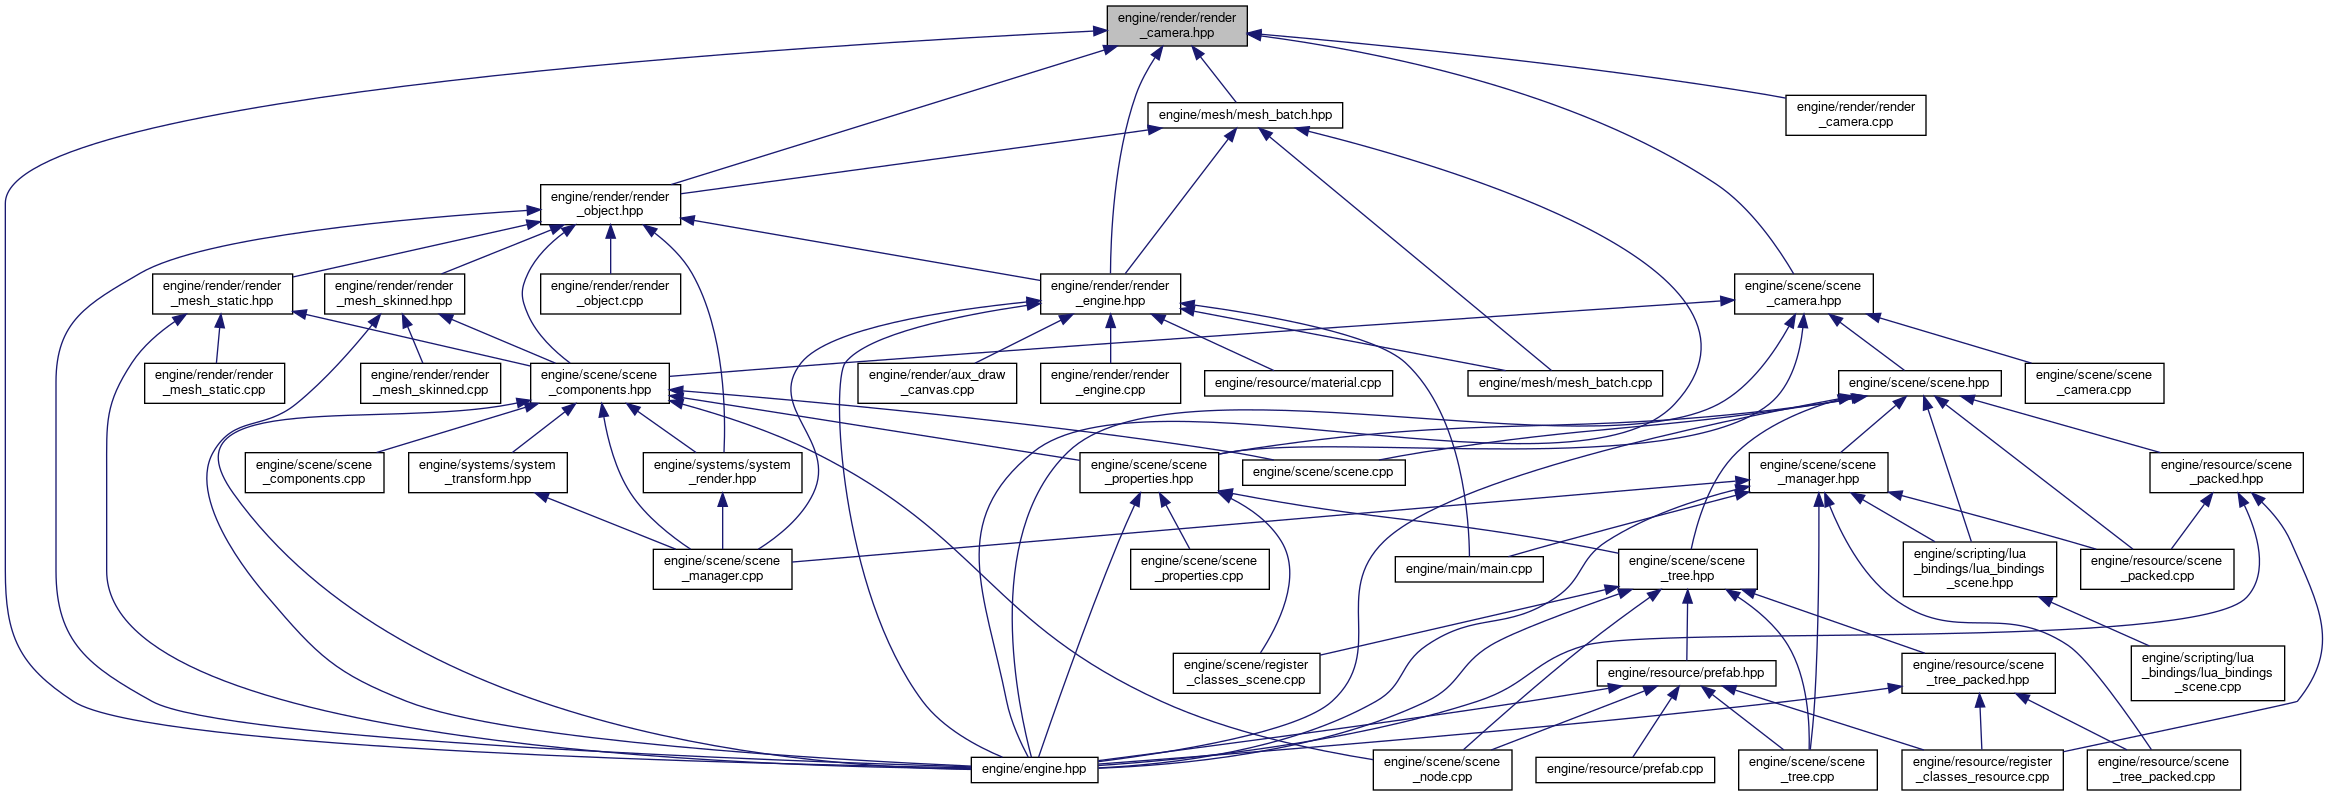 engine/render/render
_camera.hpp
engine/render/render
_camera.cpp
engine/mesh/mesh_batch.hpp
engine/render/render
_object.hpp
engine/render/render
_mesh_static.hpp
engine/render/render
_mesh_skinned.hpp
engine/render/render
_object.cpp
engine/render/render
_engine.hpp
engine/scene/scene
_camera.hpp
engine/render/render
_mesh_static.cpp
engine/render/render
_mesh_skinned.cpp
engine/scene/scene
_components.hpp
engine/render/aux_draw
_canvas.cpp
engine/render/render
_engine.cpp
engine/resource/material.cpp
engine/mesh/mesh_batch.cpp
engine/scene/scene.hpp
engine/scene/scene
_camera.cpp
engine/scene/scene
_components.cpp
engine/systems/system
_transform.hpp
engine/systems/system
_render.hpp
engine/scene/scene
_properties.hpp
engine/scene/scene.cpp
engine/scene/scene
_manager.hpp
engine/resource/scene
_packed.hpp
engine/scene/scene
_manager.cpp
engine/scene/scene
_properties.cpp
engine/main/main.cpp
engine/scene/scene
_tree.hpp
engine/scripting/lua
_bindings/lua_bindings
_scene.hpp
engine/resource/scene
_packed.cpp
engine/scene/register
_classes_scene.cpp
engine/resource/prefab.hpp
engine/resource/scene
_tree_packed.hpp
engine/scripting/lua
_bindings/lua_bindings
_scene.cpp
engine/engine.hpp
engine/scene/scene
_node.cpp
engine/resource/prefab.cpp
engine/scene/scene
_tree.cpp
engine/resource/register
_classes_resource.cpp
engine/resource/scene
_tree_packed.cpp